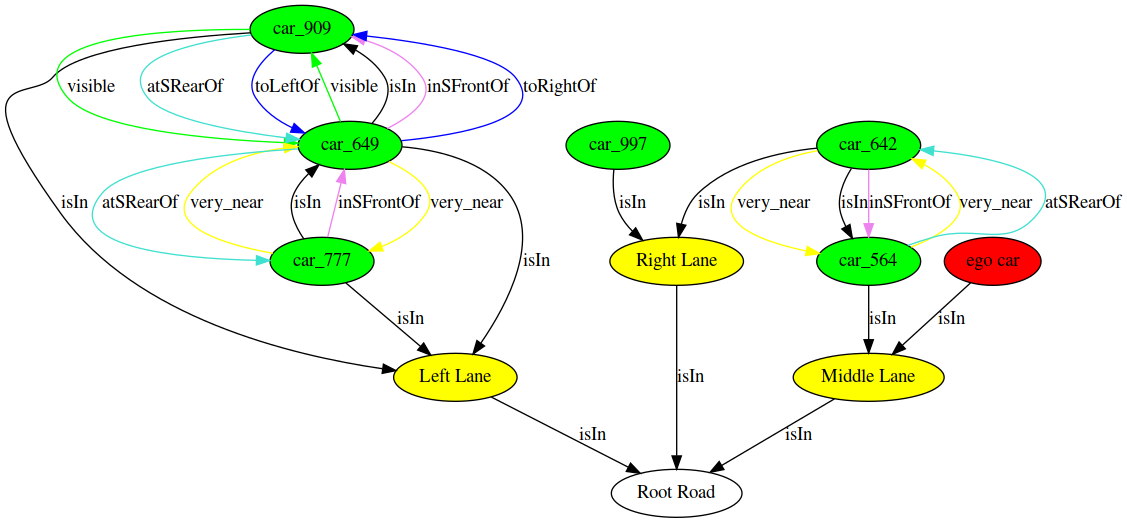 car_909
visible
atSRearOf
toLeftOf
visible
isIn
inSFrontOf
toRightOf
car_649
car_997
car_642
isIn
atSRearOf
very_near
isIn
inSFrontOf
very_near
isIn
isIn
very_near
isIn
inSFrontOf
very_near
atSRearOf
isIn
car_777
Right Lane
car_564
ego car
isIn
isIn
isIn
Left Lane
isIn
Middle Lane
isIn
isIn
Root Road